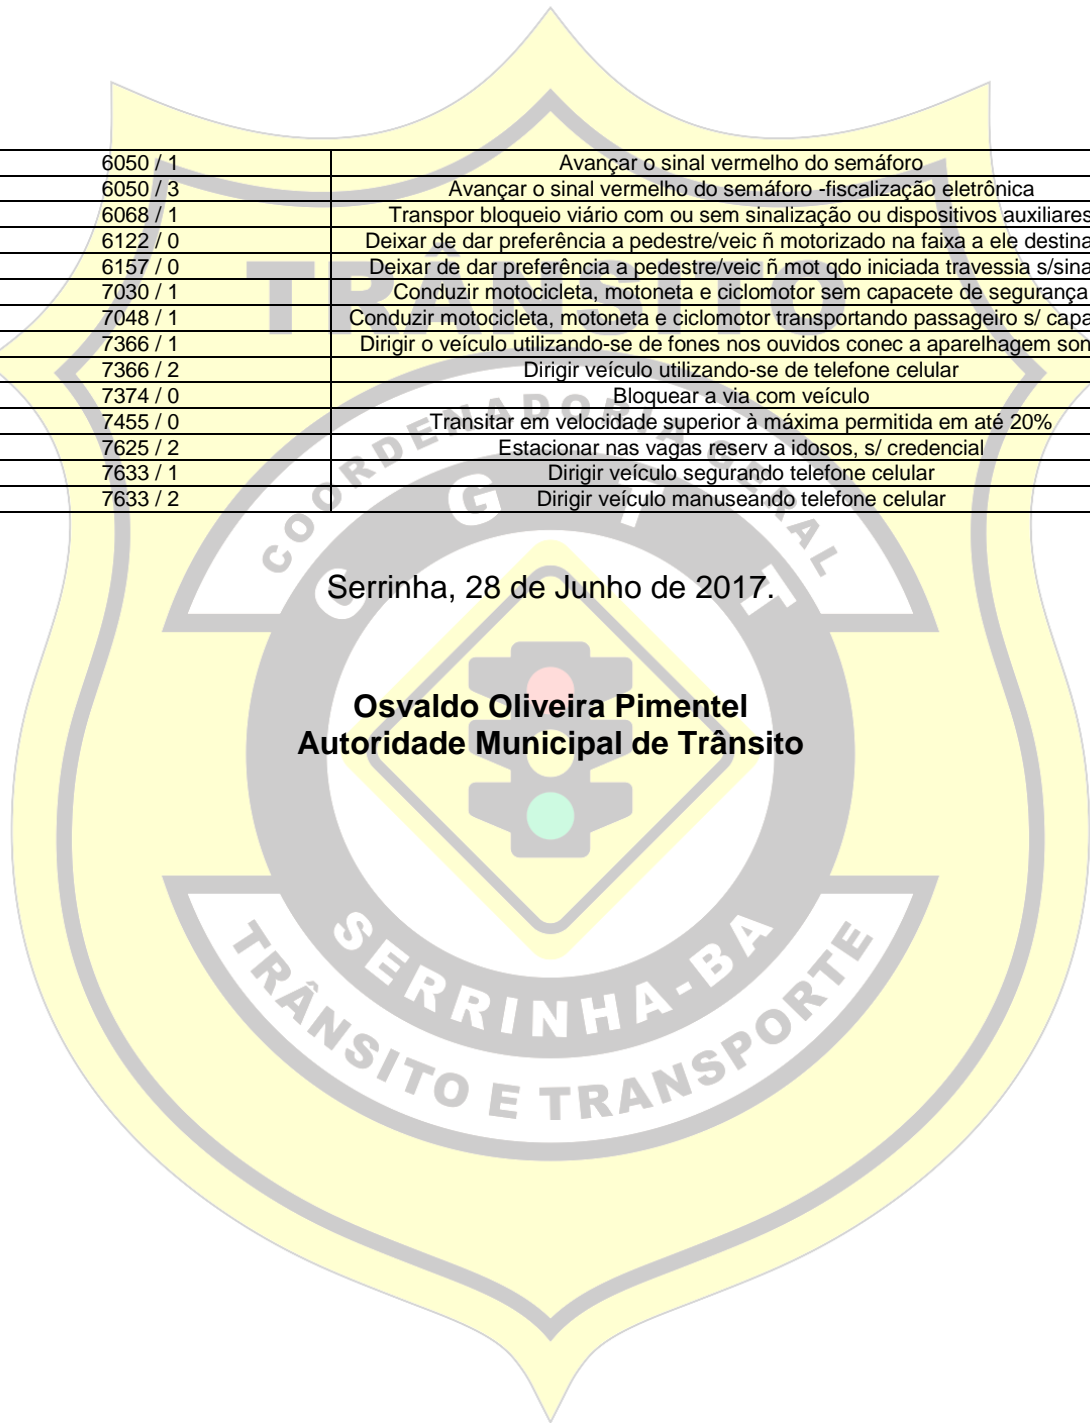 6050 / 1 Avançar o sinal vermelho do semáforo
6050 / 3 Avançar o sinal vermelho do semáforo -fiscalização eletrônica
6068 / 1 Transpor bloqueio viário com ou sem sinalização ou dispositivos auxiliares
6122 / 0 Deixar de dar preferência a pedestre/veic ñ motorizado na faixa a ele destina
6157 / 0 Deixar de dar preferência a pedestre/veic ñ mot qdo iniciada travessia s/sina
TRÂNSITO
7030 / 1 Conduzir motocicleta, motoneta e ciclomotor sem capacete de segurança
7048 / 1 Conduzir motocicleta, motoneta e ciclomotor transportando passageiro s/ capa
7366 / 1 Dirigir o veículo utilizando-se de fones nos ouvidos conec a aparelhagem son
7366 / 2 Dirigir veículo utilizando-se de telefone celular
7374 / 0 Bloquear a via com veículo
7455 / 0 Transitar em velocidade superior à máxima permitida em até 20%
7625 / 2 Estacionar nas vagas reserv a idosos, s/ credencial
7633 / 1 Dirigir veículo segurando telefone celular
7633 / 2 Dirigir veículo manuseando telefone celular
COORDENADORIA GERAL
C G T T
Serrinha, 28 de Junho de 2017.
Osvaldo Oliveira Pimentel
Autoridade Municipal de Trânsito
SERRINHA-BA
TRÂNSITO E TRANSPORTE